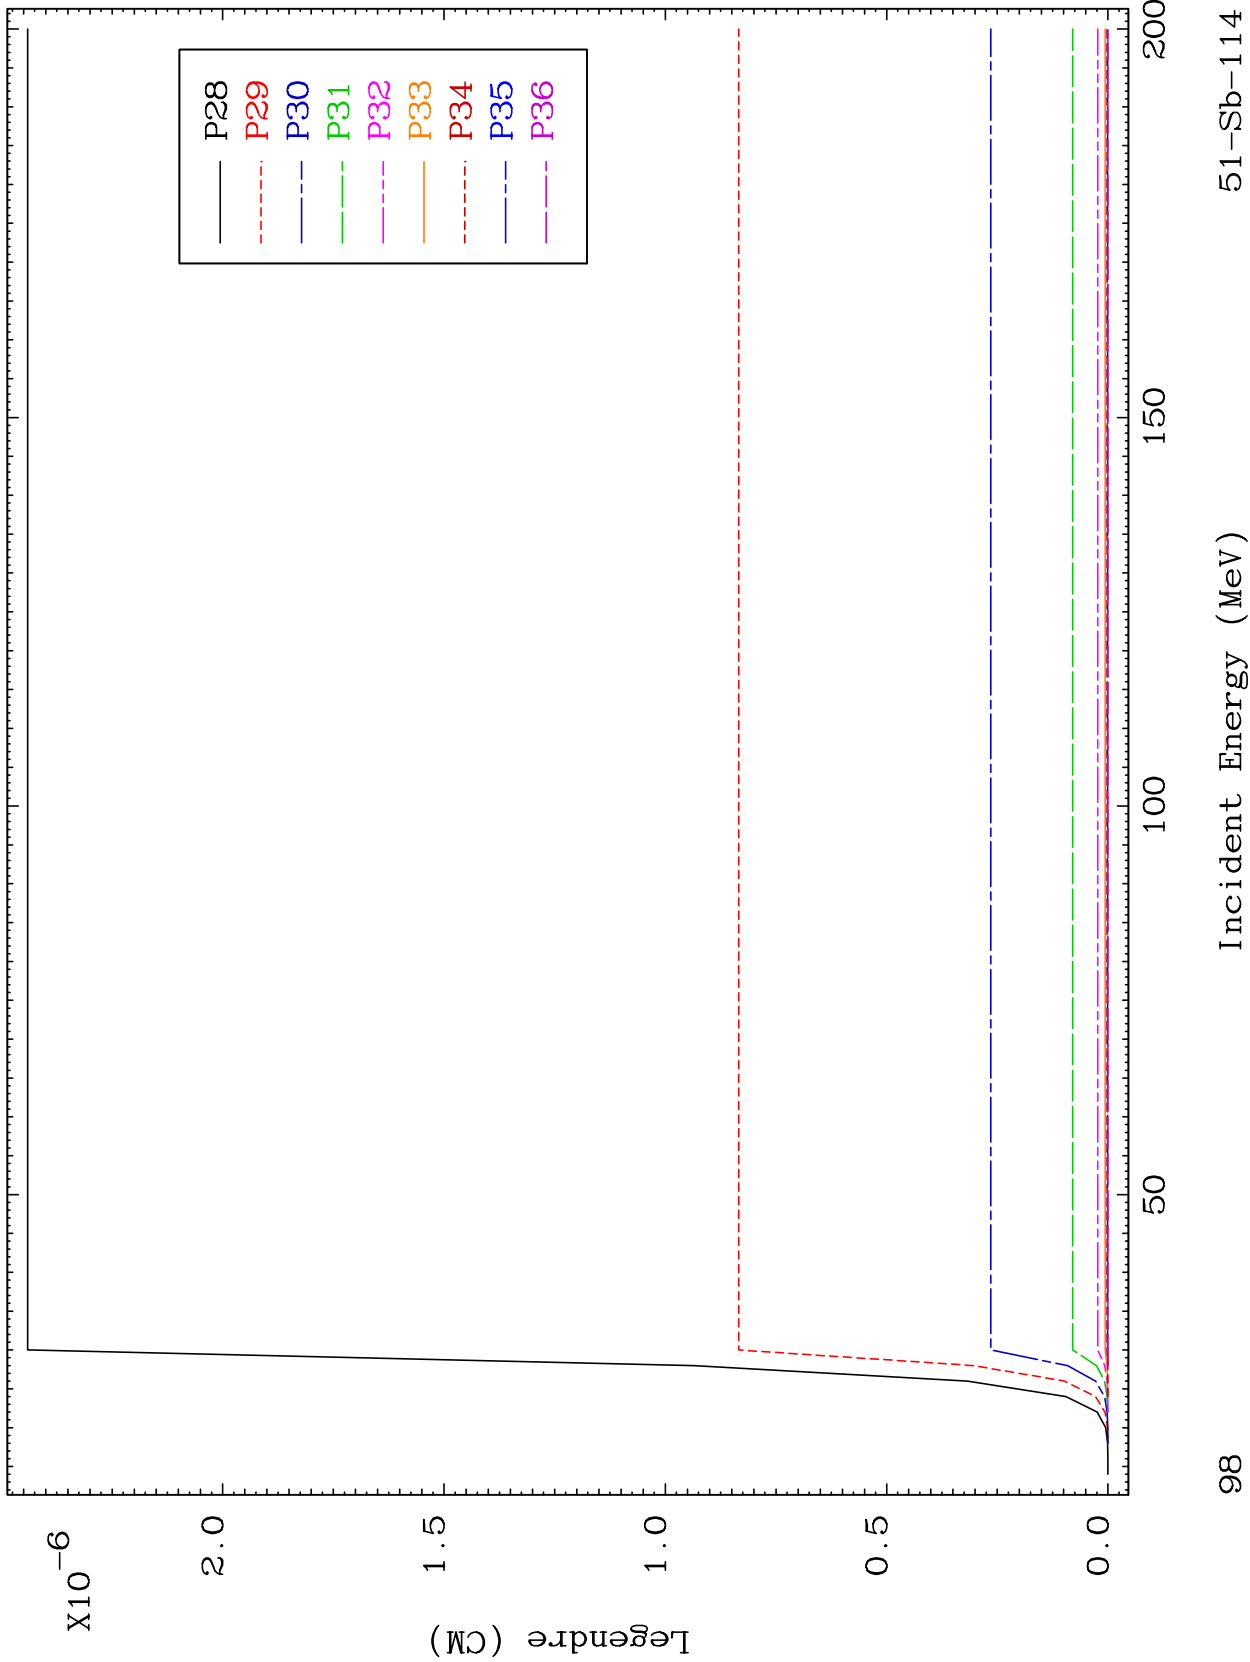 X10-6
Legendre (CM)
2.0
1.5
1.0
0.5
0.0
P28
P29
P30
P31
P32
P33
P34
P35
P36
50
100
150
200
98
Incident Energy (MeV)
51-Sb-114